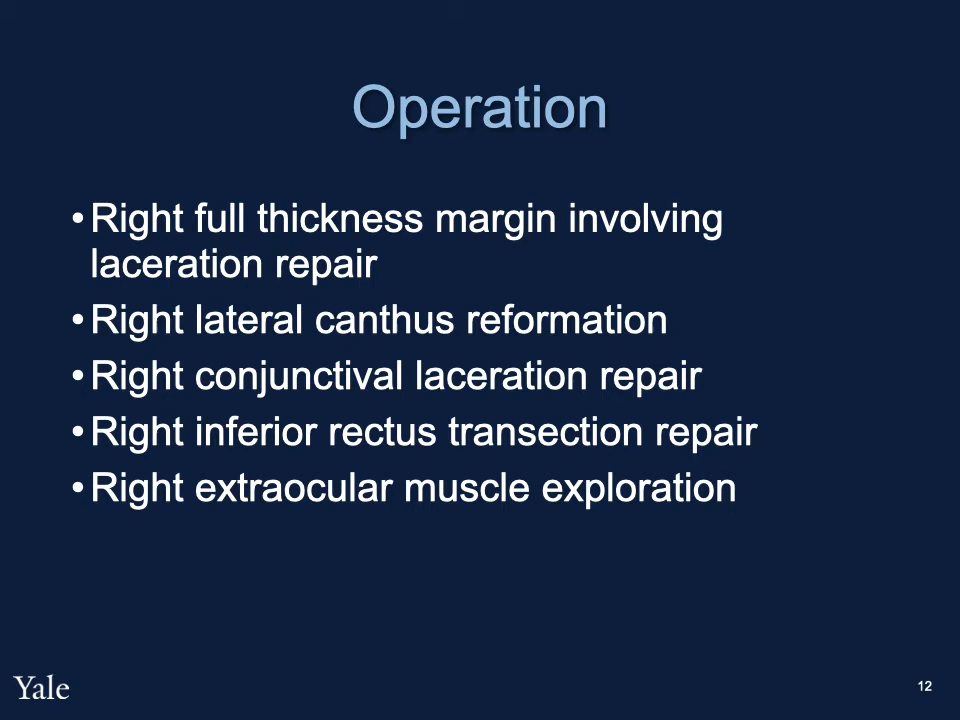 Operation
•Right full thickness margin involving
laceration repair
•Right lateral canthus reformation
•Right conjunctival laceration repair
•Right inferior rectus transection repair
•Right extraocular muscle exploration
Yale
12